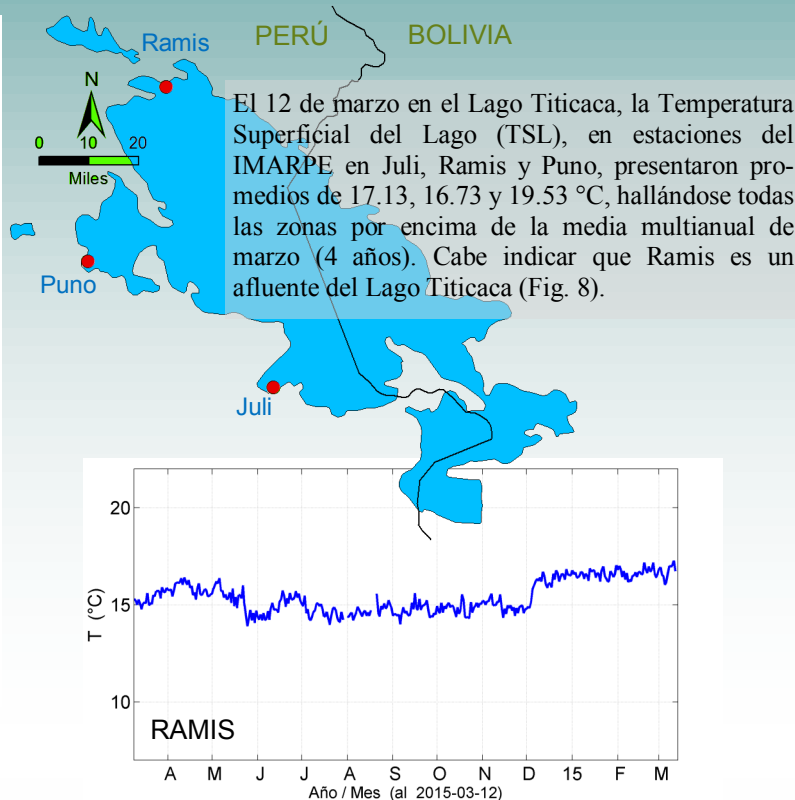 PERÚ
BOLIVIA
Ramis
N
0 10 20
Miles
El 12 de marzo en el Lago Titicaca, la Temperatura
Superficial del Lago (TSL), en estaciones del
IMARPE en Juli, Ramis y Puno, presentaron pro-
medios de 17.13, 16.73 y 19.53 °C, hallándose todas
las zonas por encima de la media multianual de
marzo (4 años). Cabe indicar que Ramis es un
afluente del Lago Titicaca (Fig. 8).
Puno
Juli
20
15
10
T (°C)
RAMIS
A M J J A S O N D 15 F M
Año / Mes (al 2015-03-12)